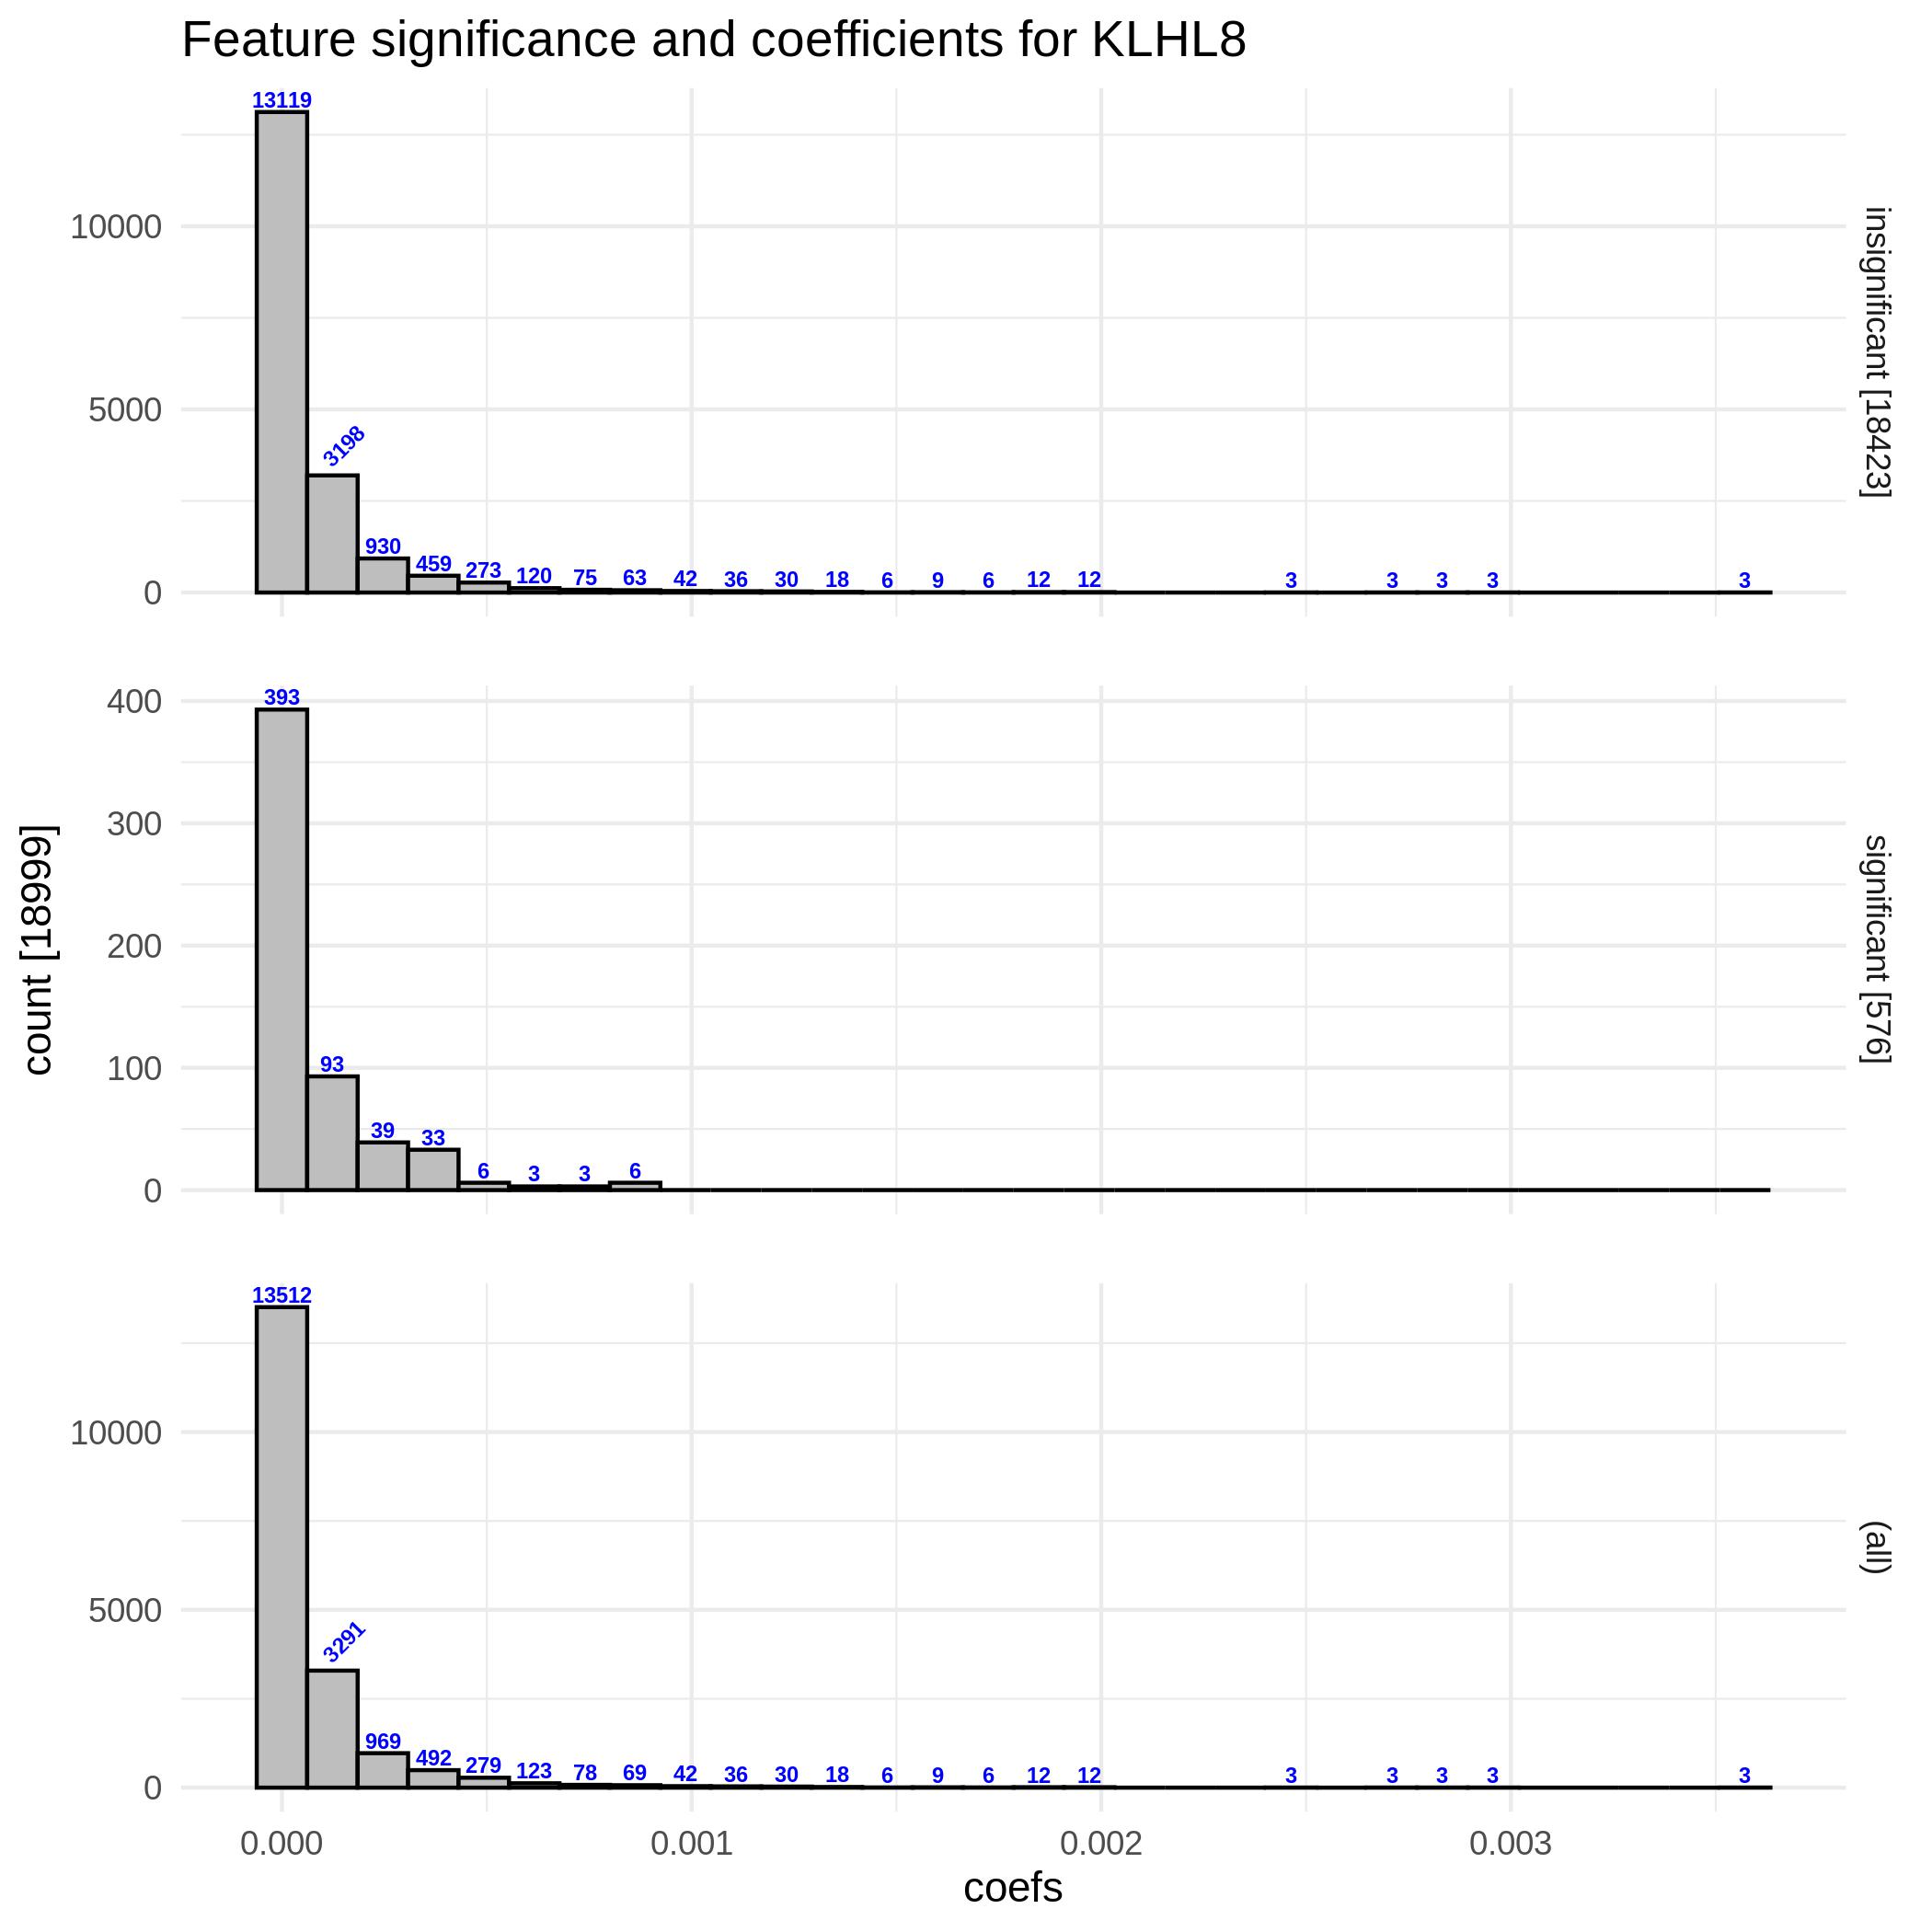 Feature significance and coefficients for KLHL8
13119
3198
930 459 273 120 75 63 42 36 30 18 6 9 6 12 12 3 3 3 3 3
10000
5000
0
insignificant [18423]
393
93
39 33 6 3 3 6
400
300
200
100
0
significant [576]
count [18699]
13512
3291
969 492 279 123 78 69 42 36 30 18 6 9 6 12 12 3 3 3 3 3
10000
5000
0
(all)
0.000 0.001 0.002 0.003
coefs